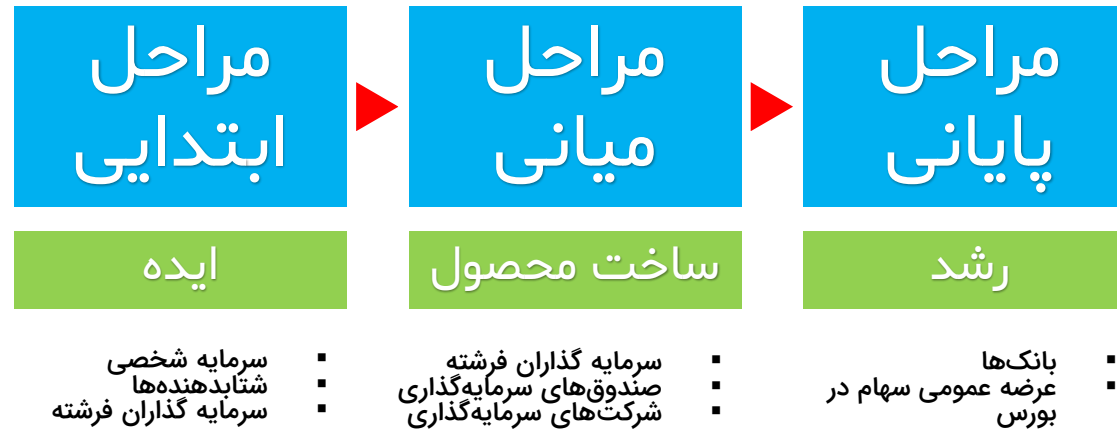 مراحل
ابتدایی
مراحل
میانی
مراحل
پایانی
ایده
ساخت محصول
رشد
▪ سرمایه شخصی
▪ شتابدهنده‌ها
▪ سرمایه گذاران فرشته
▪ سرمایه گذاران فرشته
▪ صندوق‌های سرمایه‌گذاری
▪ شرکت‌های سرمایه‌گذاری
▪ بانک‌ها
▪ عرضه عمومی سهام در
بورس